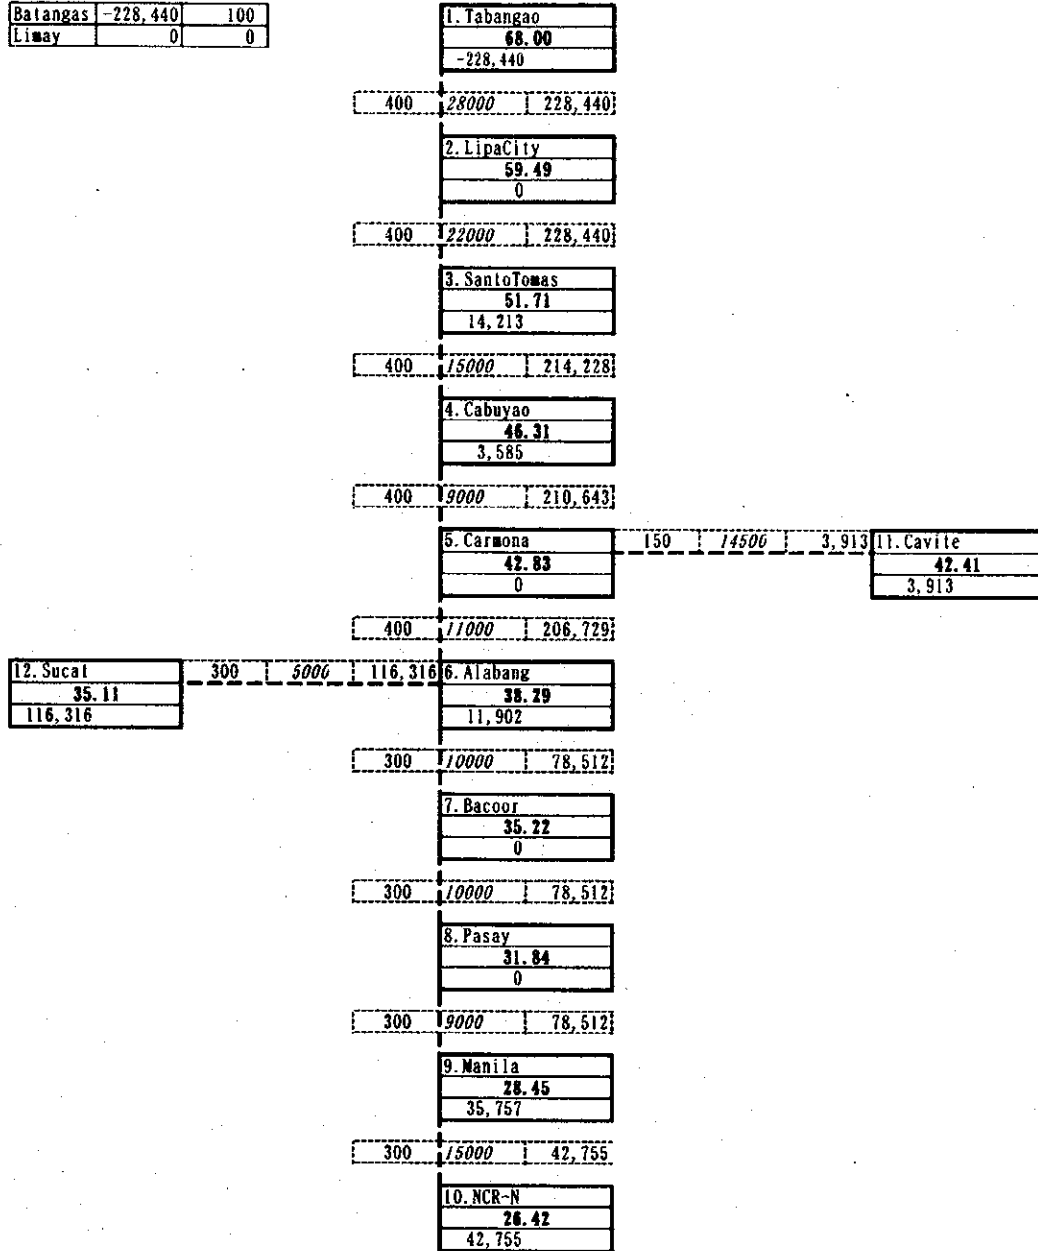 Batangas -228,440 100
Limay 0 0
1. Tabangao
68.00
-228,440
400 28000 228,440
2. LipaCity
59.49
0
400 22000 228,440
3. SantoTomas
51.71
14,213
400 15000 214,228
4. Cabuyao
46.31
3,585
400 9000 210,643
5. Carmona 150 14500 3,913 11. Cavite
42.83 42.41
0 3,913
400 11000 206,729
12. Sucat 300 5000 116,316 6. Alabang
35.11 38.29
116,316 11,902
300 10000 78,512
7. Bacoor
35.22
0
300 10000 78,512
8. Pasay
31.84
0
300 9000 78,512
9. Manila
28.45
35,757
300 15000 42,755
10. NCR-N
26.42
42,755